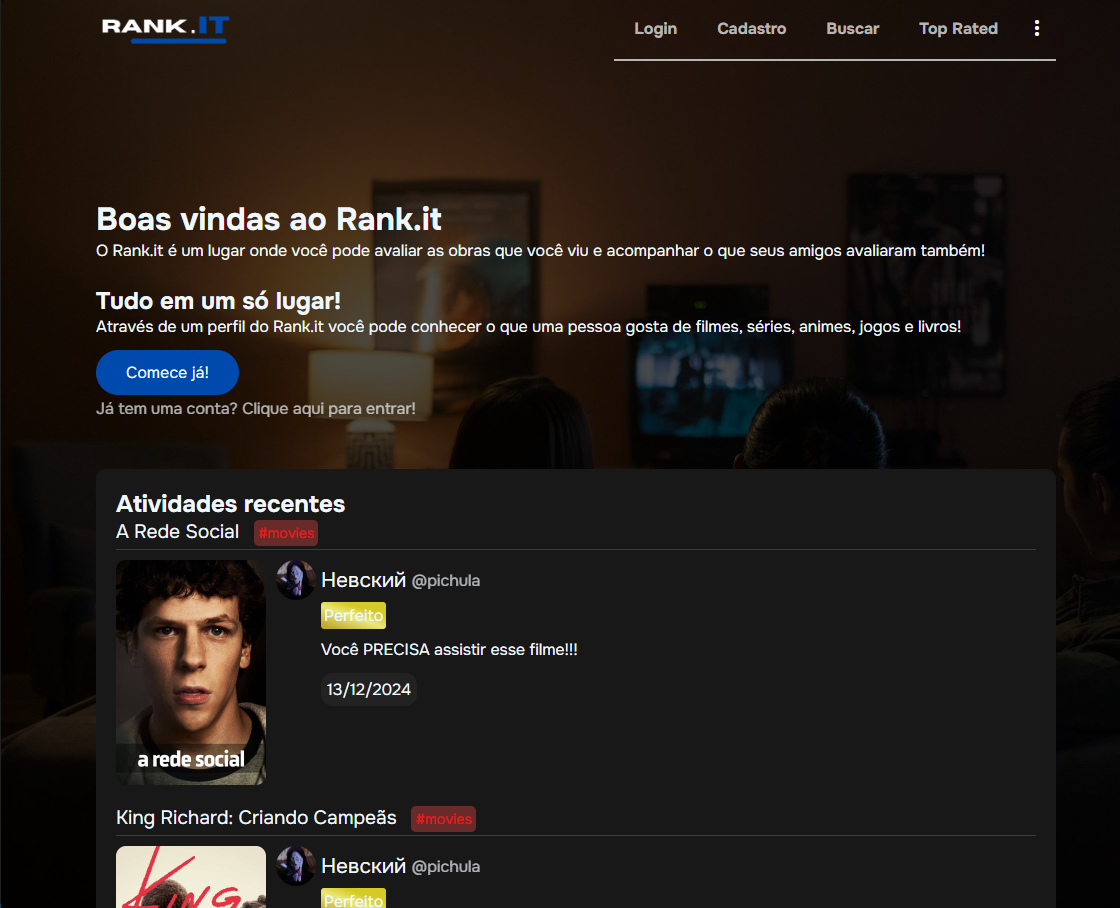 RANK.IT
Login Cadastro Buscar Top Rated
Boas vindas ao Rank.it
O Rank.it é um lugar onde você pode avaliar as obras que você viu e acompanhar o que seus amigos avaliaram também!
Tudo em um só lugar!
Através de um perfil do Rank.it você pode conhecer o que uma pessoa gosta de filmes, séries, animes, jogos e livros!
Comece já!
Já tem uma conta? Clique aqui para entrar!
Atividades recentes
A Rede Social #movies
Невский @pichula
Perfeito
Você PRECISA assistir esse filme!!!
13/12/2024
a rede social
King Richard: Criando Campeãs #movies
Невский @pichula
KING
Perfeito